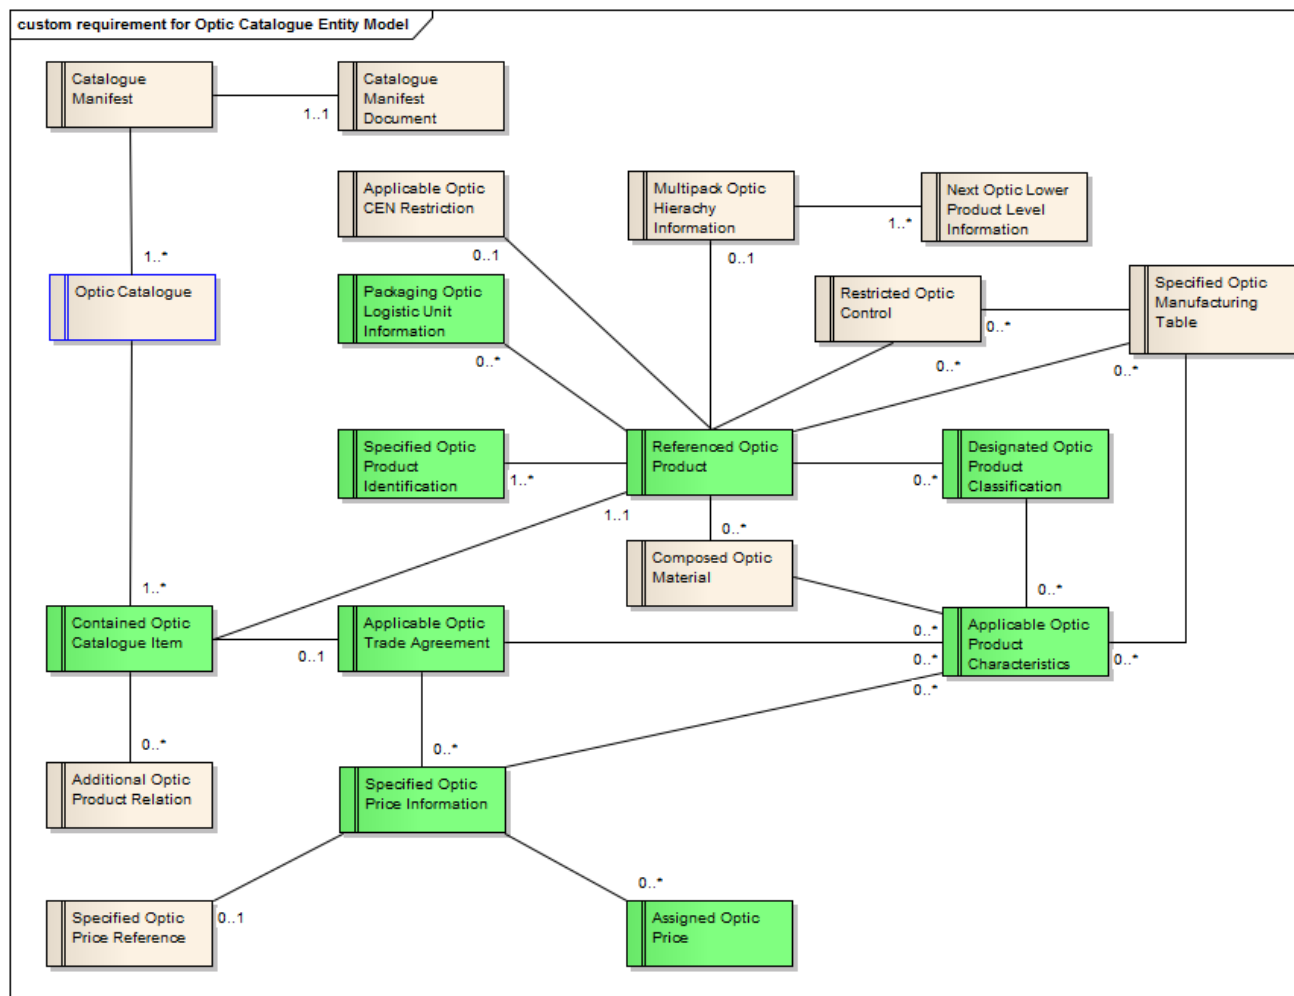 custom requirement for Optic Catalogue Entity Model
Catalogue
Manifest
1..1
Catalogue
Manifest
Document
Applicable Optic
CEN Restriction
0..1
Multipack Optic
Hierachy
Information
0..1
1..*
Next Optic Lower
Product Level
Information
1..*
Optic Catalogue
Packaging Optic
Logistic Unit
Information
0..*
Restricted Optic
Control
0..*
0..*
Specified Optic
Manufacturing
Table
0..*
Specified Optic
Product
Identification
1..*
Referenced Optic
Product
1..1
0..*
0..*
Designated Optic
Product
Classification
0..*
Composed Optic
Material
1..*
Contained Optic
Catalogue Item
0..1
Applicable Optic
Trade Agreement
0..*
0..*
0..*
Applicable Optic
Product
Characteristics
0..*
0..*
Additional Optic
Product Relation
0..*
Specified Optic
Price Information
0..1
Specified Optic
Price Reference
0..*
Assigned Optic
Price